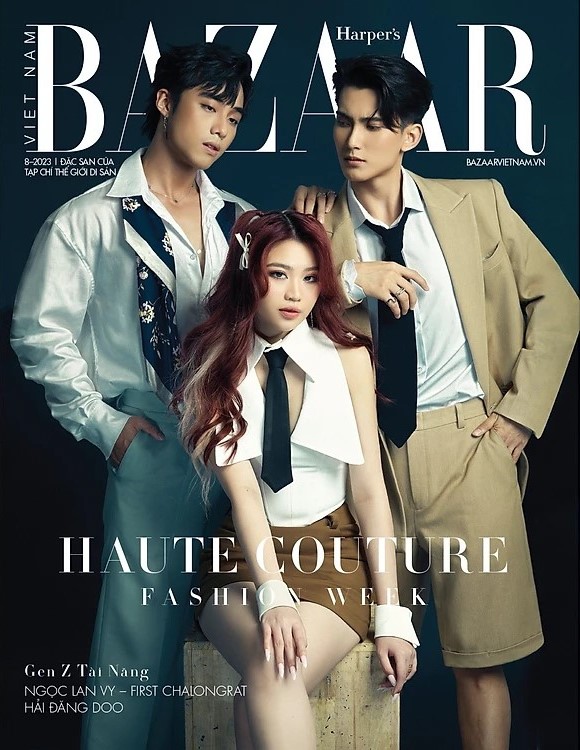 VIET NAM
Harper's
BAZAAR
8-2023 | ĐẶC SAN CỦA
TẠP CHÍ THẾ GIỚI DI SẢN
BAZAARVIETNAM.VN
HAUTE COUTURE
FASHION WEEK
Gen Z Tài Năng
NGỌC LAN VY – FIRST CHALONGRAT
HẢI ĐĂNG DOO